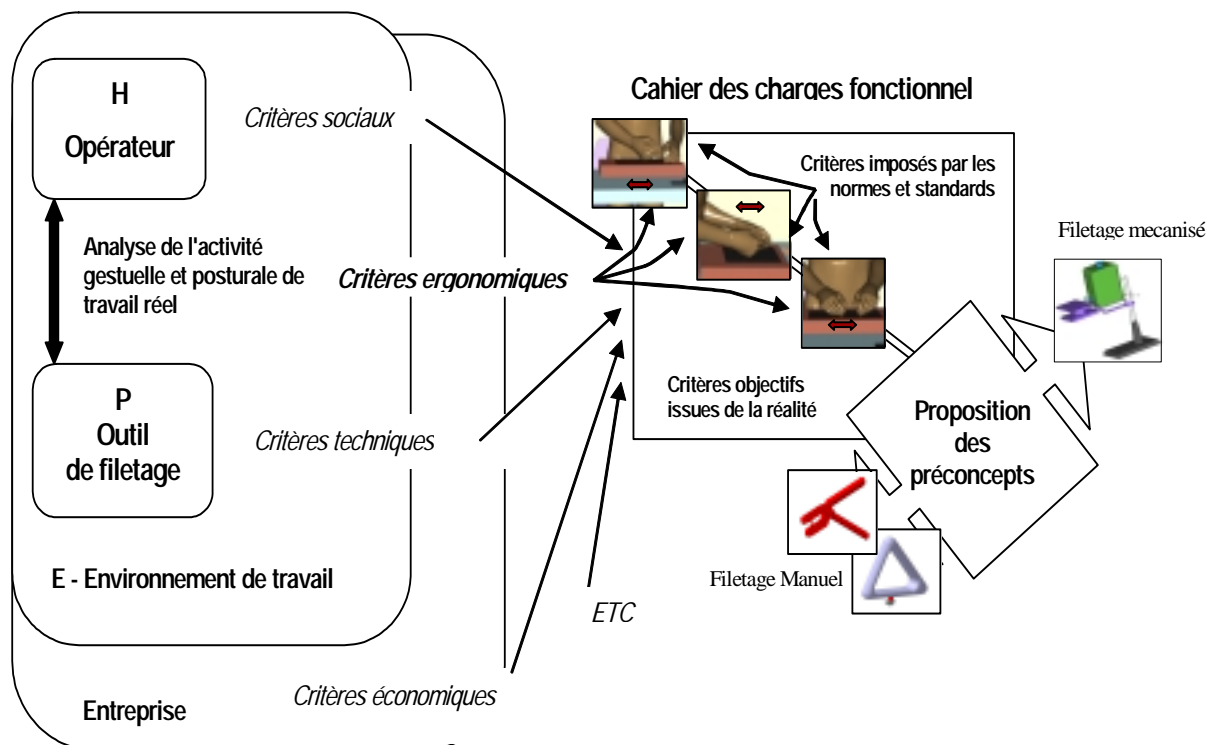 H
Opérateur
Analyse de l'activité
gestuelle et posturale de
travail réel
P
Outil
de filetage
E - Environnement de travail
Entreprise
Critères sociaux
Critères ergonomiques
Critères techniques
Critères économiques
ETC
Cahier des charges fonctionnel
Critères imposés par les
normes et standards
Critères objectifs
issues de la réalité
Filetage mecanisé
Proposition
des
préconcepts
Filetage Manuel